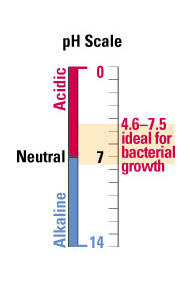 pH Scale
Acidic
0
4.6–7.5
ideal for
bacterial
growth
Neutral
7
Alkaline
14